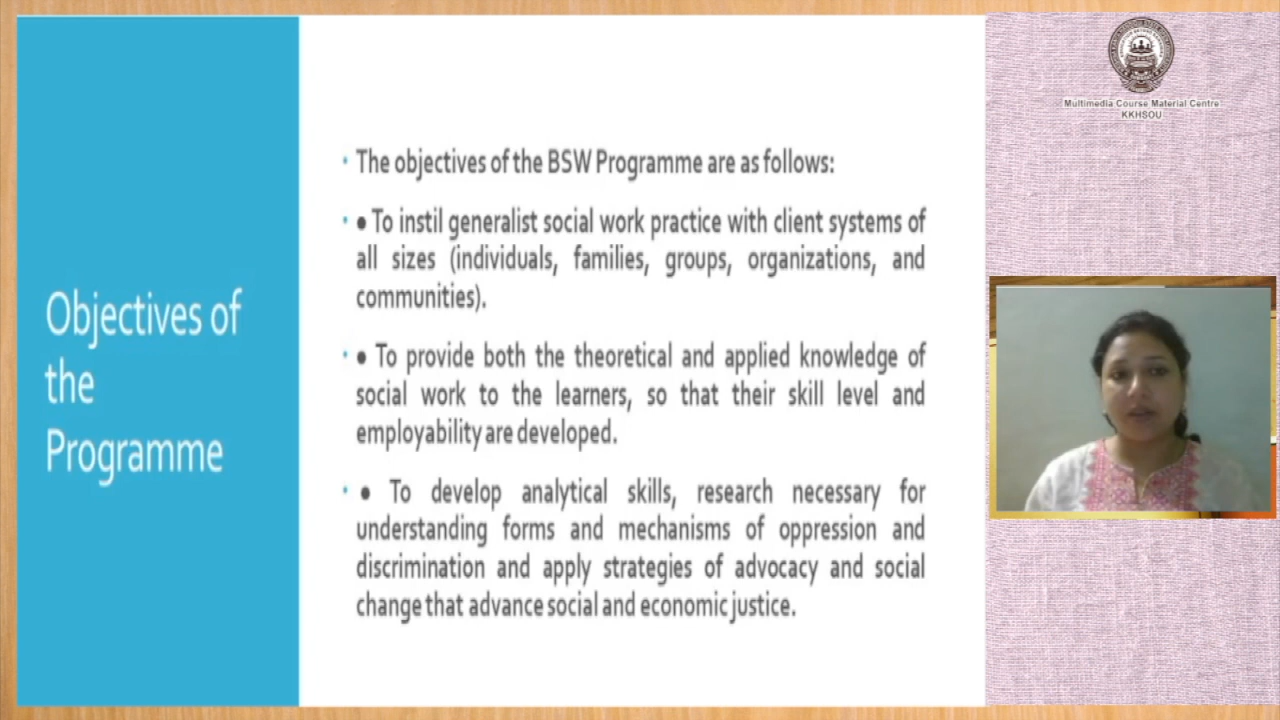 Objectives of
the
Programme
• The objectives of the BSW Programme are as follows:
• ● To instil generalist social work practice with client systems of
all sizes (individuals, families, groups, organizations, and
communities).
• ● To provide both the theoretical and applied knowledge of
social work to the learners, so that their skill level and
employability are developed.
• ● To develop analytical skills, research necessary for
understanding forms and mechanisms of oppression and
discrimination and apply strategies of advocacy and social
change that advance social and economic justice.
Multimedia Course Material Centre
KKHSOU